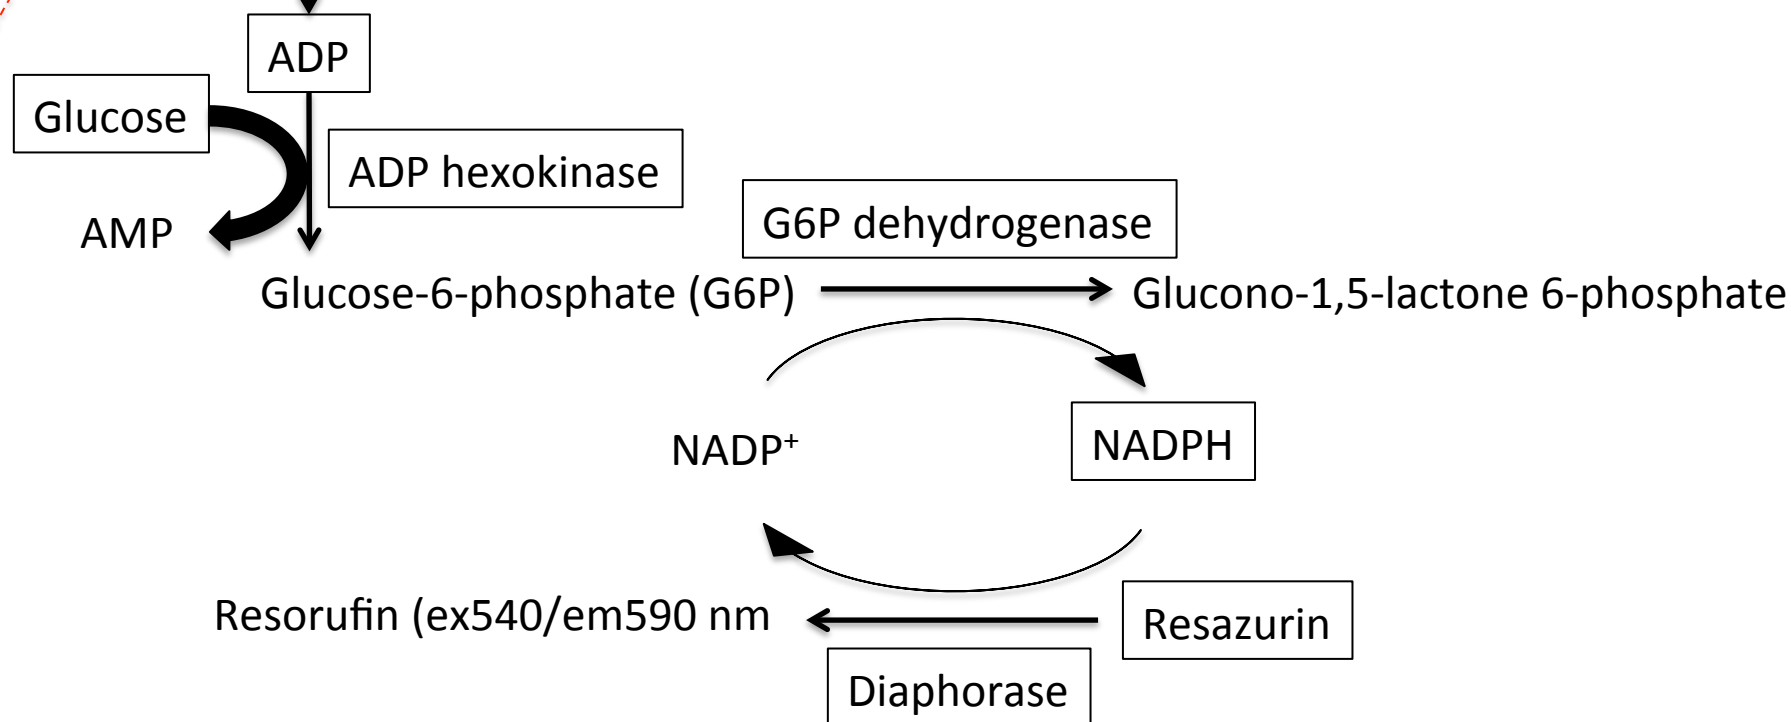 ADP
Glucose
ADP hexokinase
AMP
G6P dehydrogenase
Glucose-6-phosphate (G6P)
Glucono-1,5-lactone 6-phosphate
NADP⁺
NADPH
Resorufin (ex540/em590 nm
Resazurin
Diaphorase